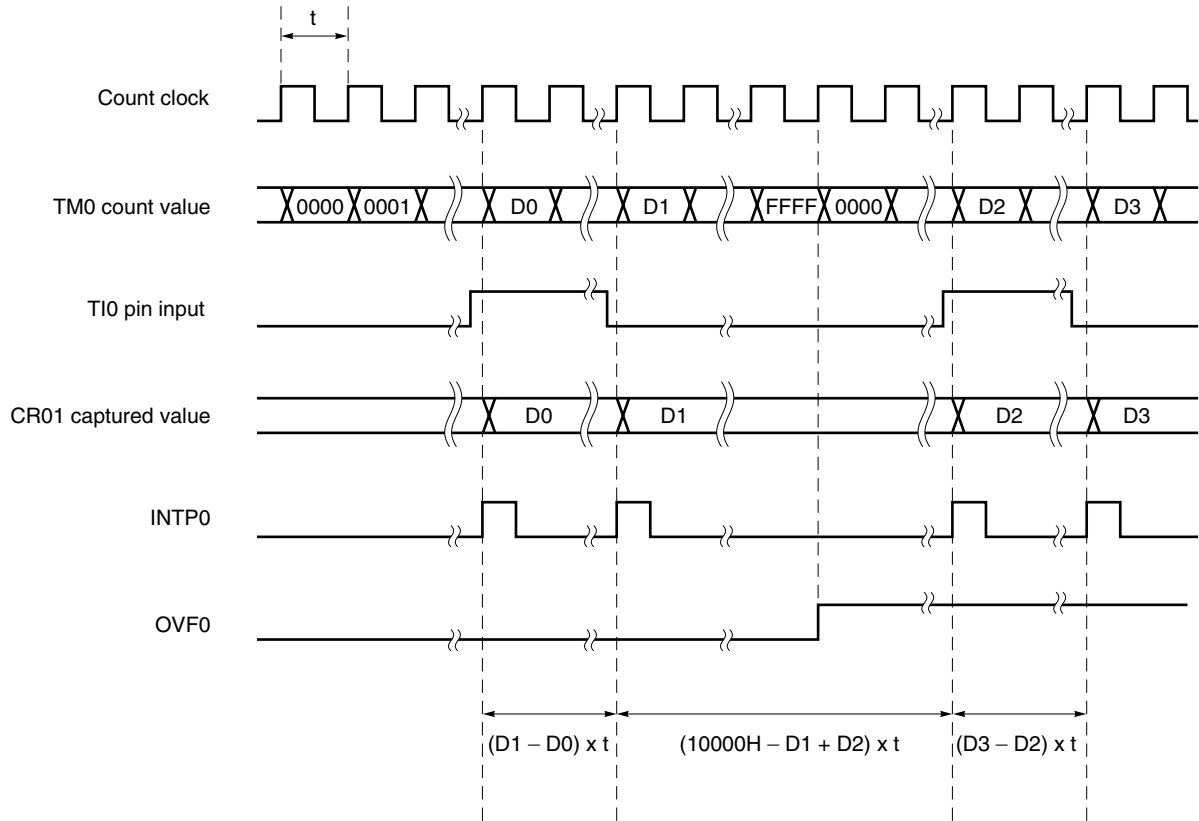 t
Count clock
TM0 count value 0000 0001 D0 D1 FFFF 0000 D2 D3
TI0 pin input
CR01 captured value D0 D1 D2 D3
INTP0
OVF0
(D1 – D0) x t (10000H – D1 + D2) x t (D3 – D2) x t